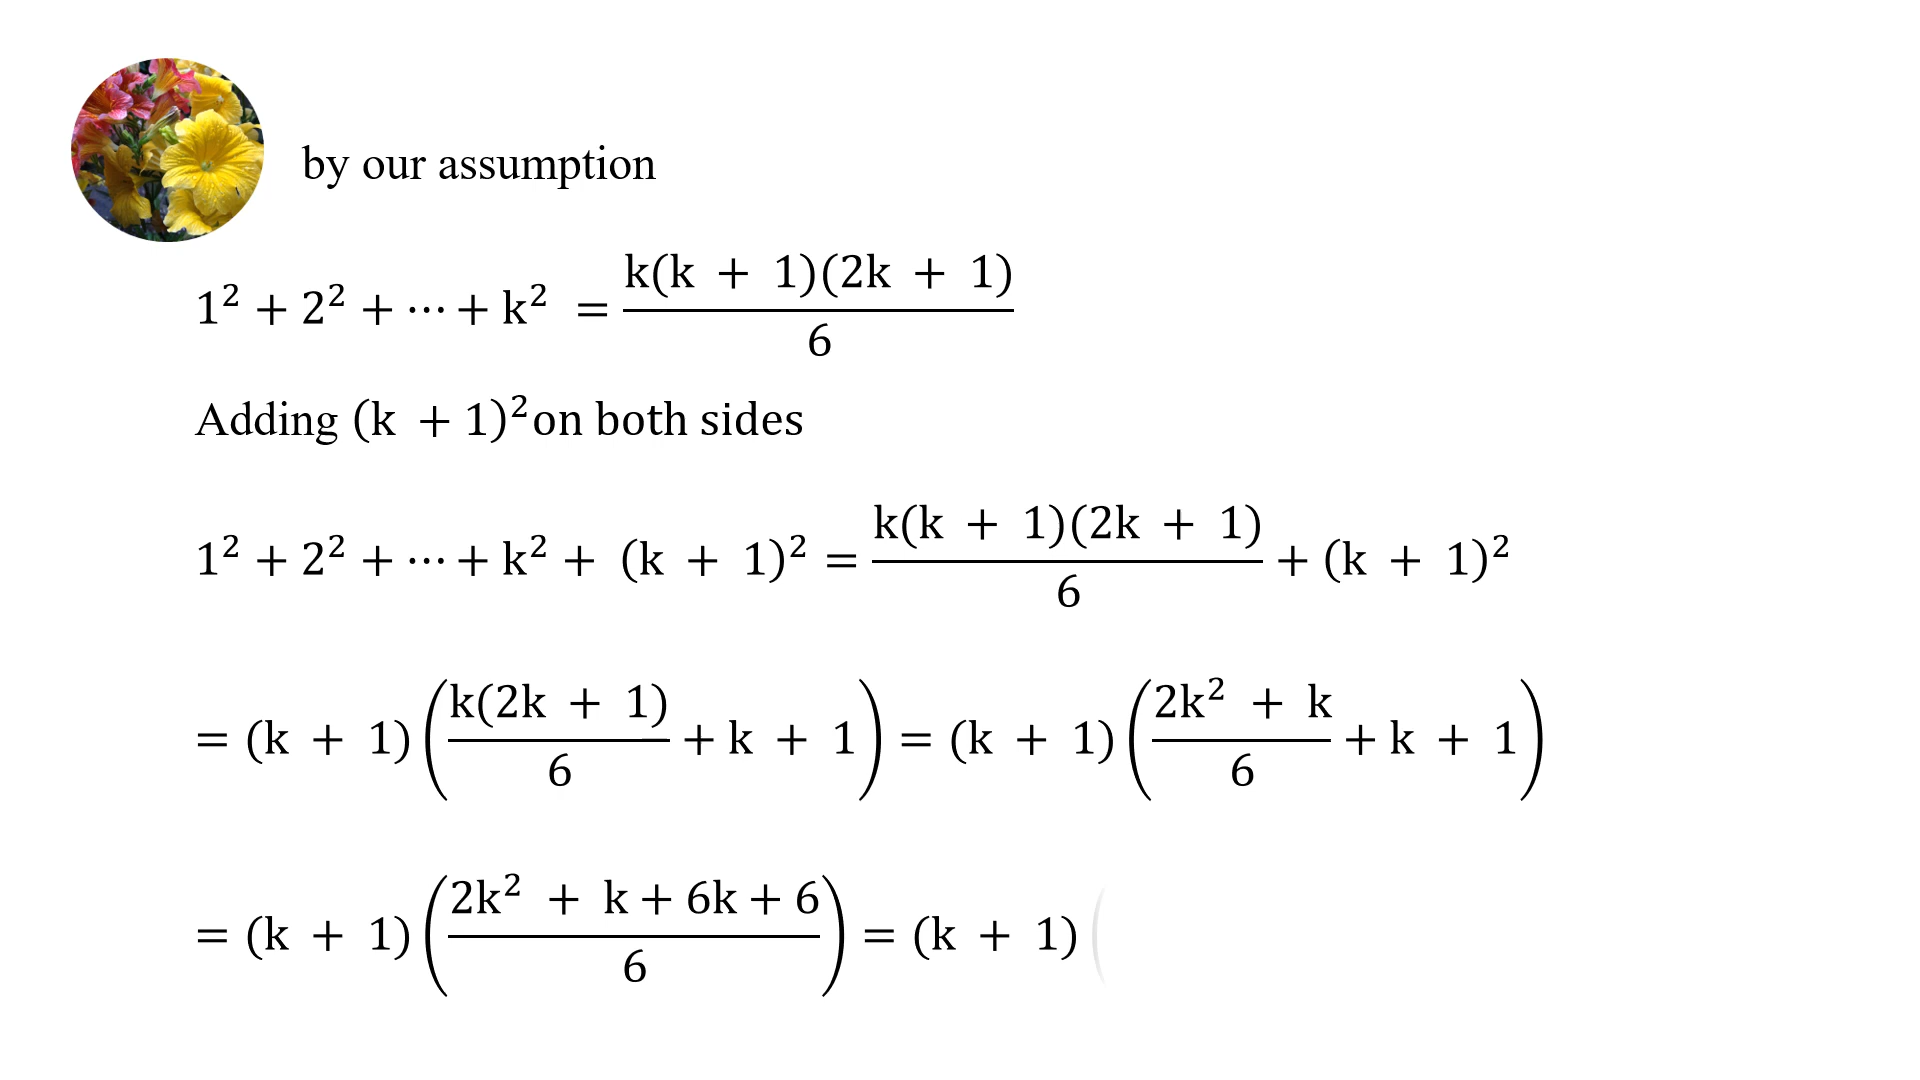 by our assumption
1² + 2² + ⋯ + k² = k(k + 1)(2k + 1) / 6
Adding (k + 1)² on both sides
1² + 2² + ⋯ + k² + (k + 1)² = k(k + 1)(2k + 1) / 6 + (k + 1)²
= (k + 1) ( k(2k + 1) / 6 + k + 1 ) = (k + 1) ( 2k² + k / 6 + k + 1 )
= (k + 1) ( 2k² + k + 6k + 6 / 6 ) = (k + 1) (